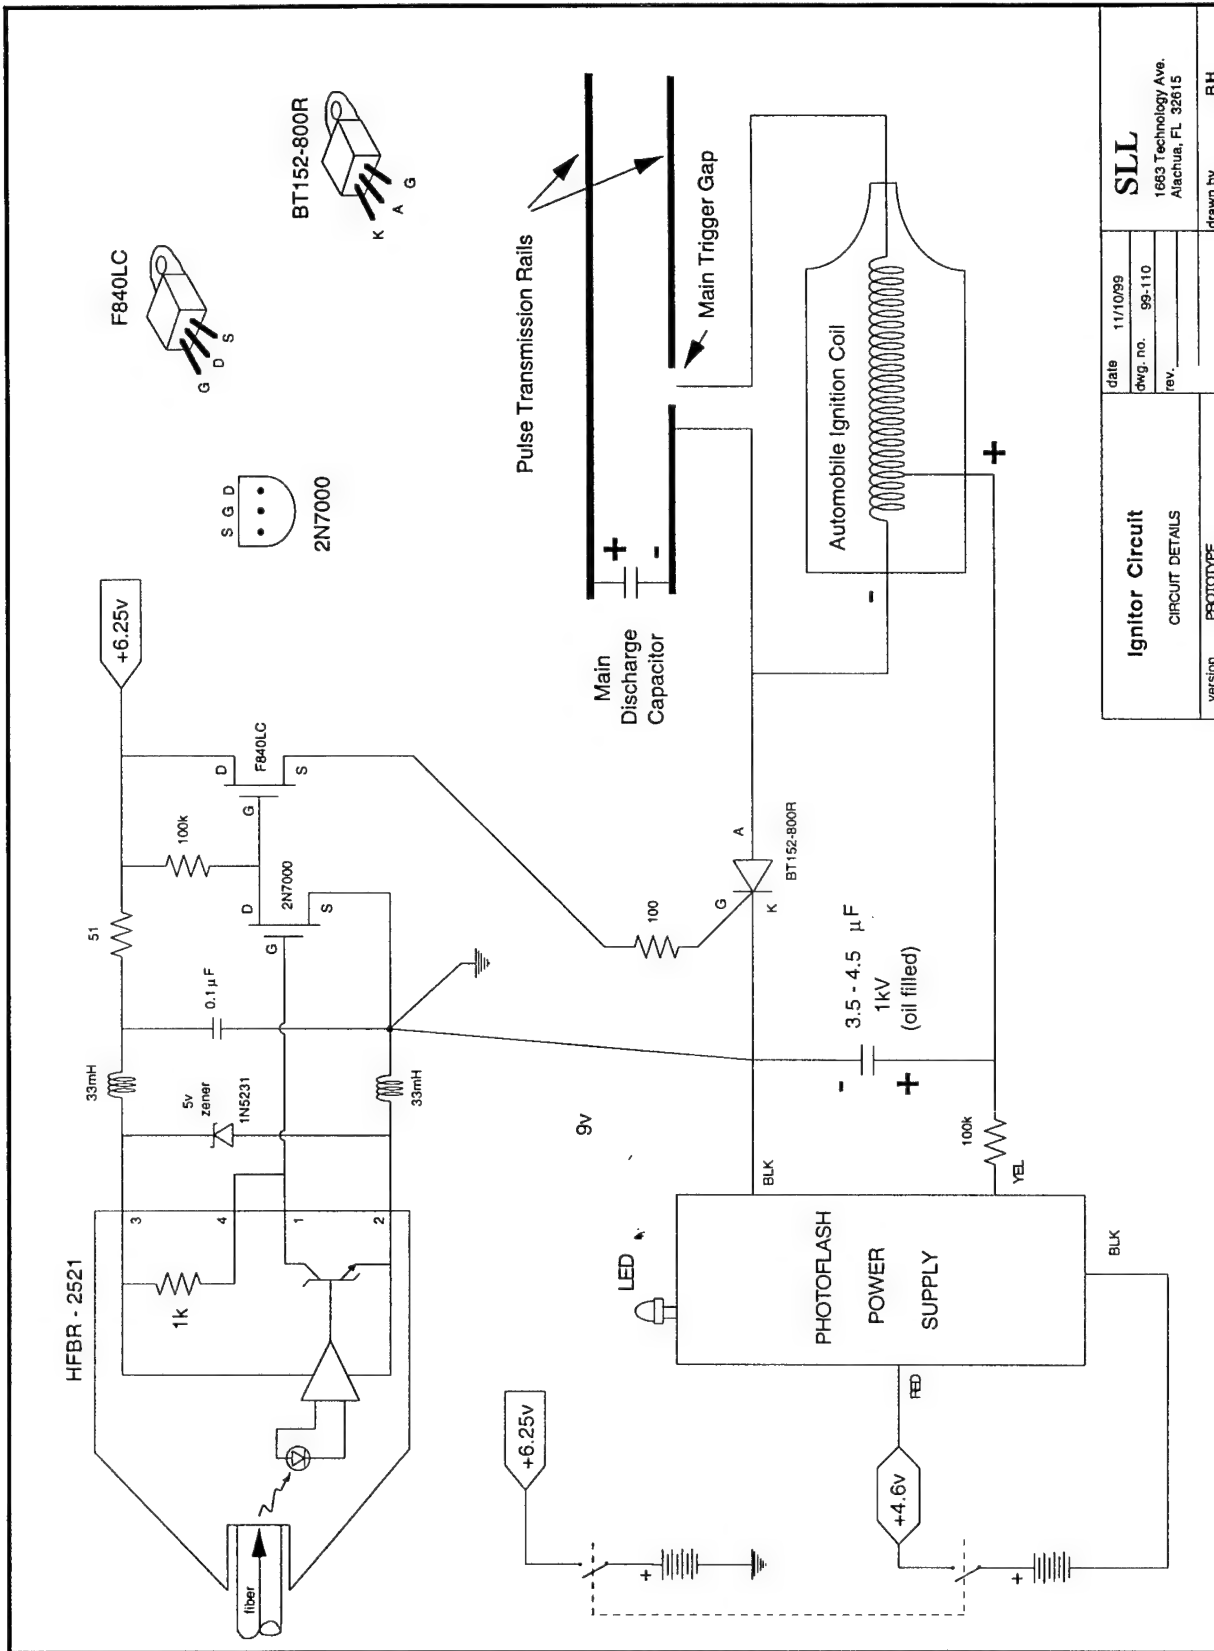 HFBR - 2521
fiber
1k
3
4
1
2
33mH
5v
zener
1N5231
33mH
0.1µF
51
100k
G
D
S
2N7000
G
D
S
F840LC
+6.25v
S G D
2N7000
F840LC
G
D
S
BT152-800R
K
A
G
Pulse Transmission Rails
Main Trigger Gap
Main
Discharge
Capacitor
+
-
100
G
A
K
BT152-800R
9v
3.5 - 4.5 µF
1kV
(oil filled)
-
+
Automobile Ignition Coil
-
+
100k
YEL
BLK
LED
PHOTOFLASH
POWER
SUPPLY
BLK
RED
+6.25v
+
+4.6v
+
Ignitor Circuit
CIRCUIT DETAILS
version
PROTOTYPE
date 11/10/99
dwg. no. 99-110
rev.
SLL
1663 Technology Ave.
Alachua, FL 32615
drawn by